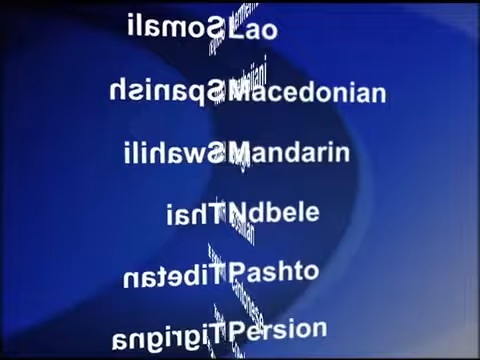 Somali Lao
Spanish Macedonian
Swahili Mandarin
Thai Ndbele
Tibetan Pashto
Tigrigna Persion